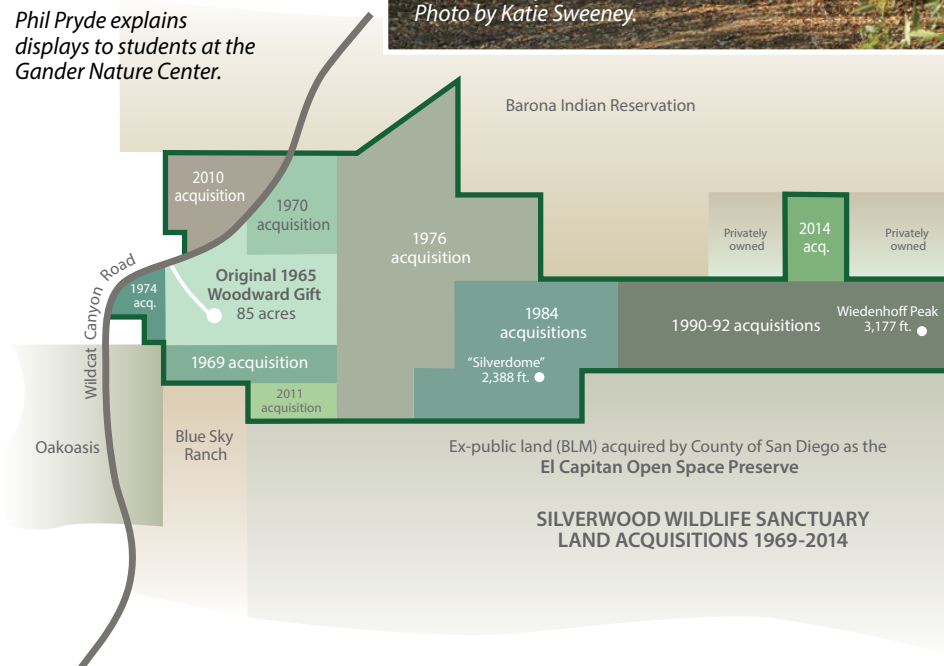 Phil Pryde explains
displays to students at the
Gander Nature Center.
Photo by Katie Sweeney.
Barona Indian Reservation
2010
acquisition
1970
acquisition
1976
acquisition
Privately
owned
2014
acq.
Privately
owned
Wildcat Canyon Road
1974
acq.
Original 1965
Woodward Gift
85 acres
1984
acquisitions
1990-92 acquisitions
Wiedenhoff Peak
3,177 ft.
1969 acquisition
"Silverdome"
2,388 ft.
2011
acquisition
Oakoasis
Blue Sky
Ranch
Ex-public land (BLM) acquired by County of San Diego as the
El Capitan Open Space Preserve
SILVERWOOD WILDLIFE SANCTUARY
LAND ACQUISITIONS 1969-2014